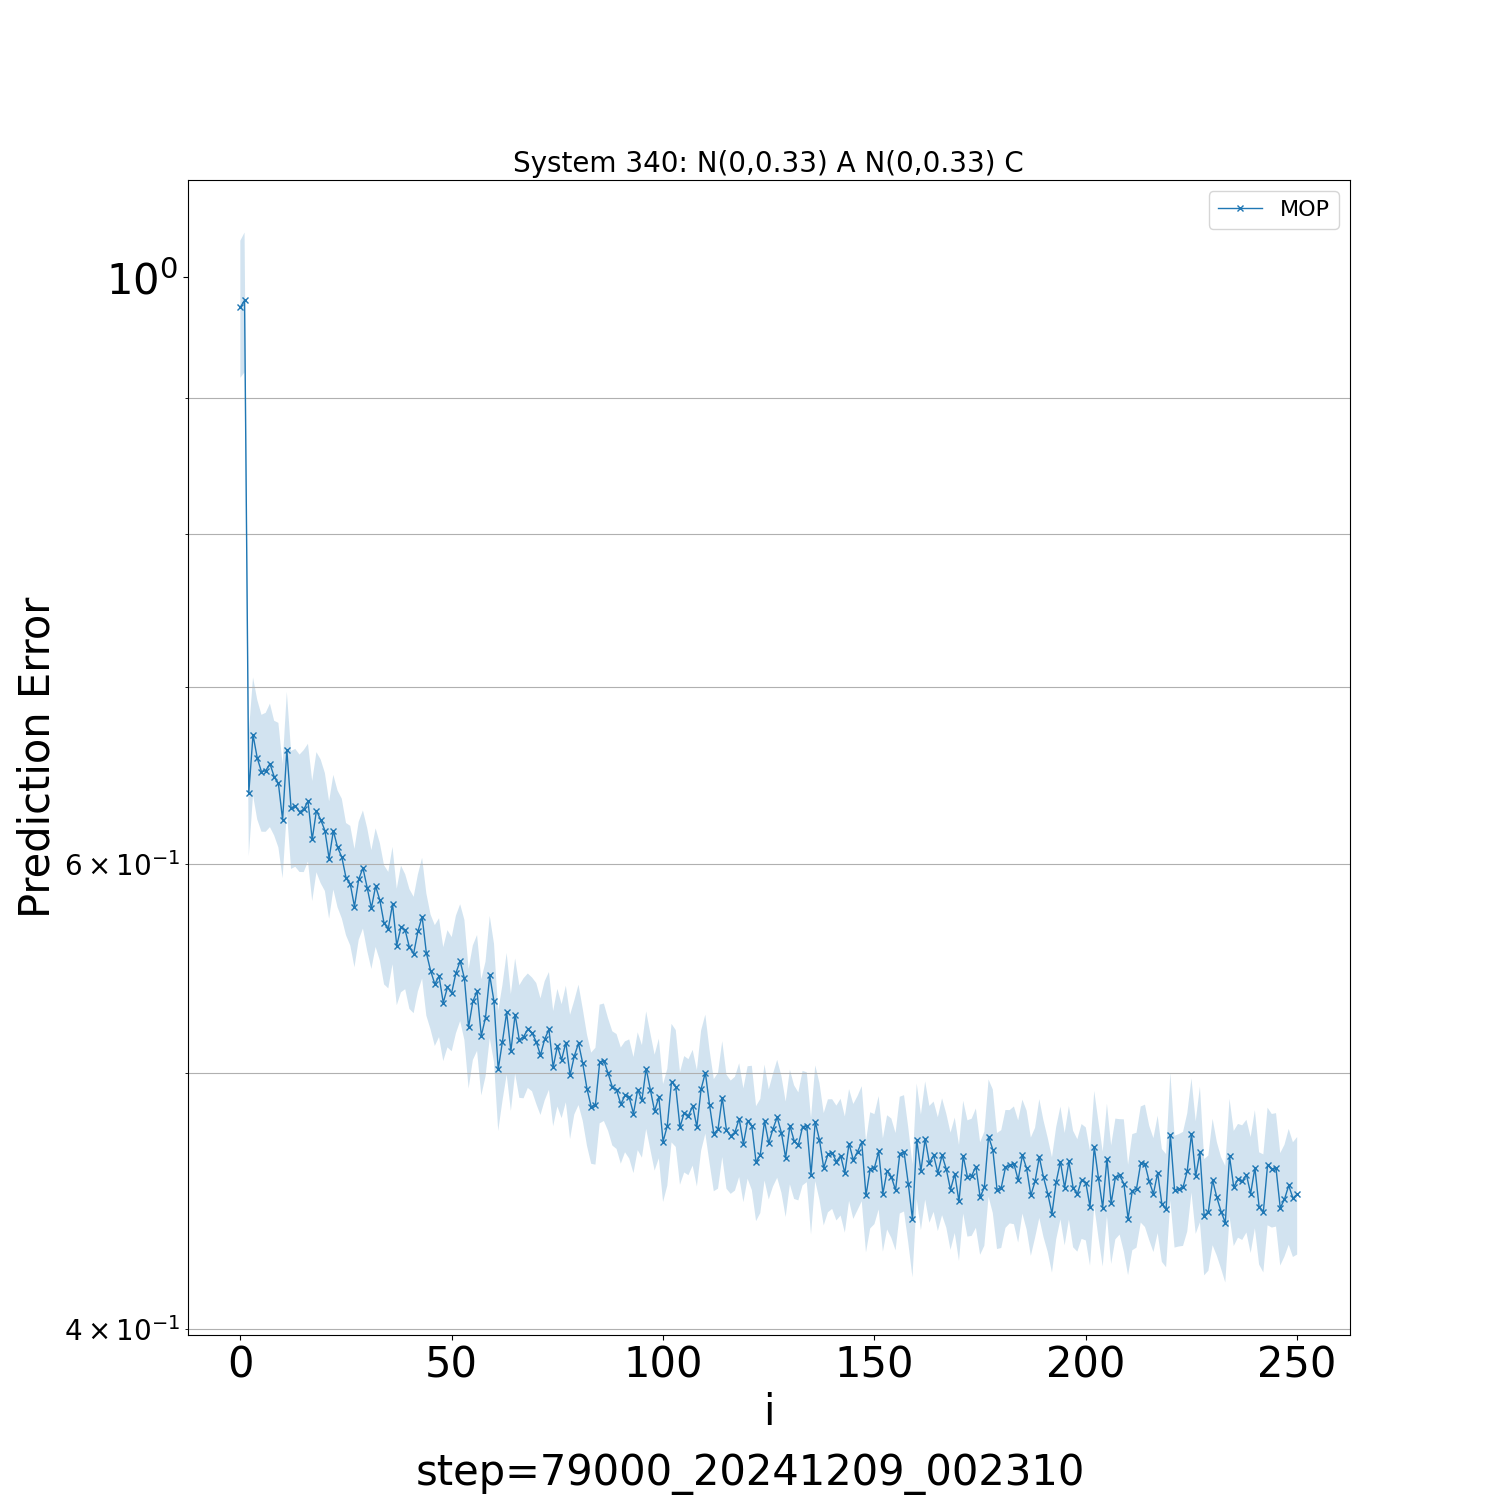 System 340: N(0,0.33) A N(0,0.33) C
MOP
10⁰
6 × 10⁻¹
4 × 10⁻¹
Prediction Error
0 50 100 150 200 250
i
step=79000_20241209_002310